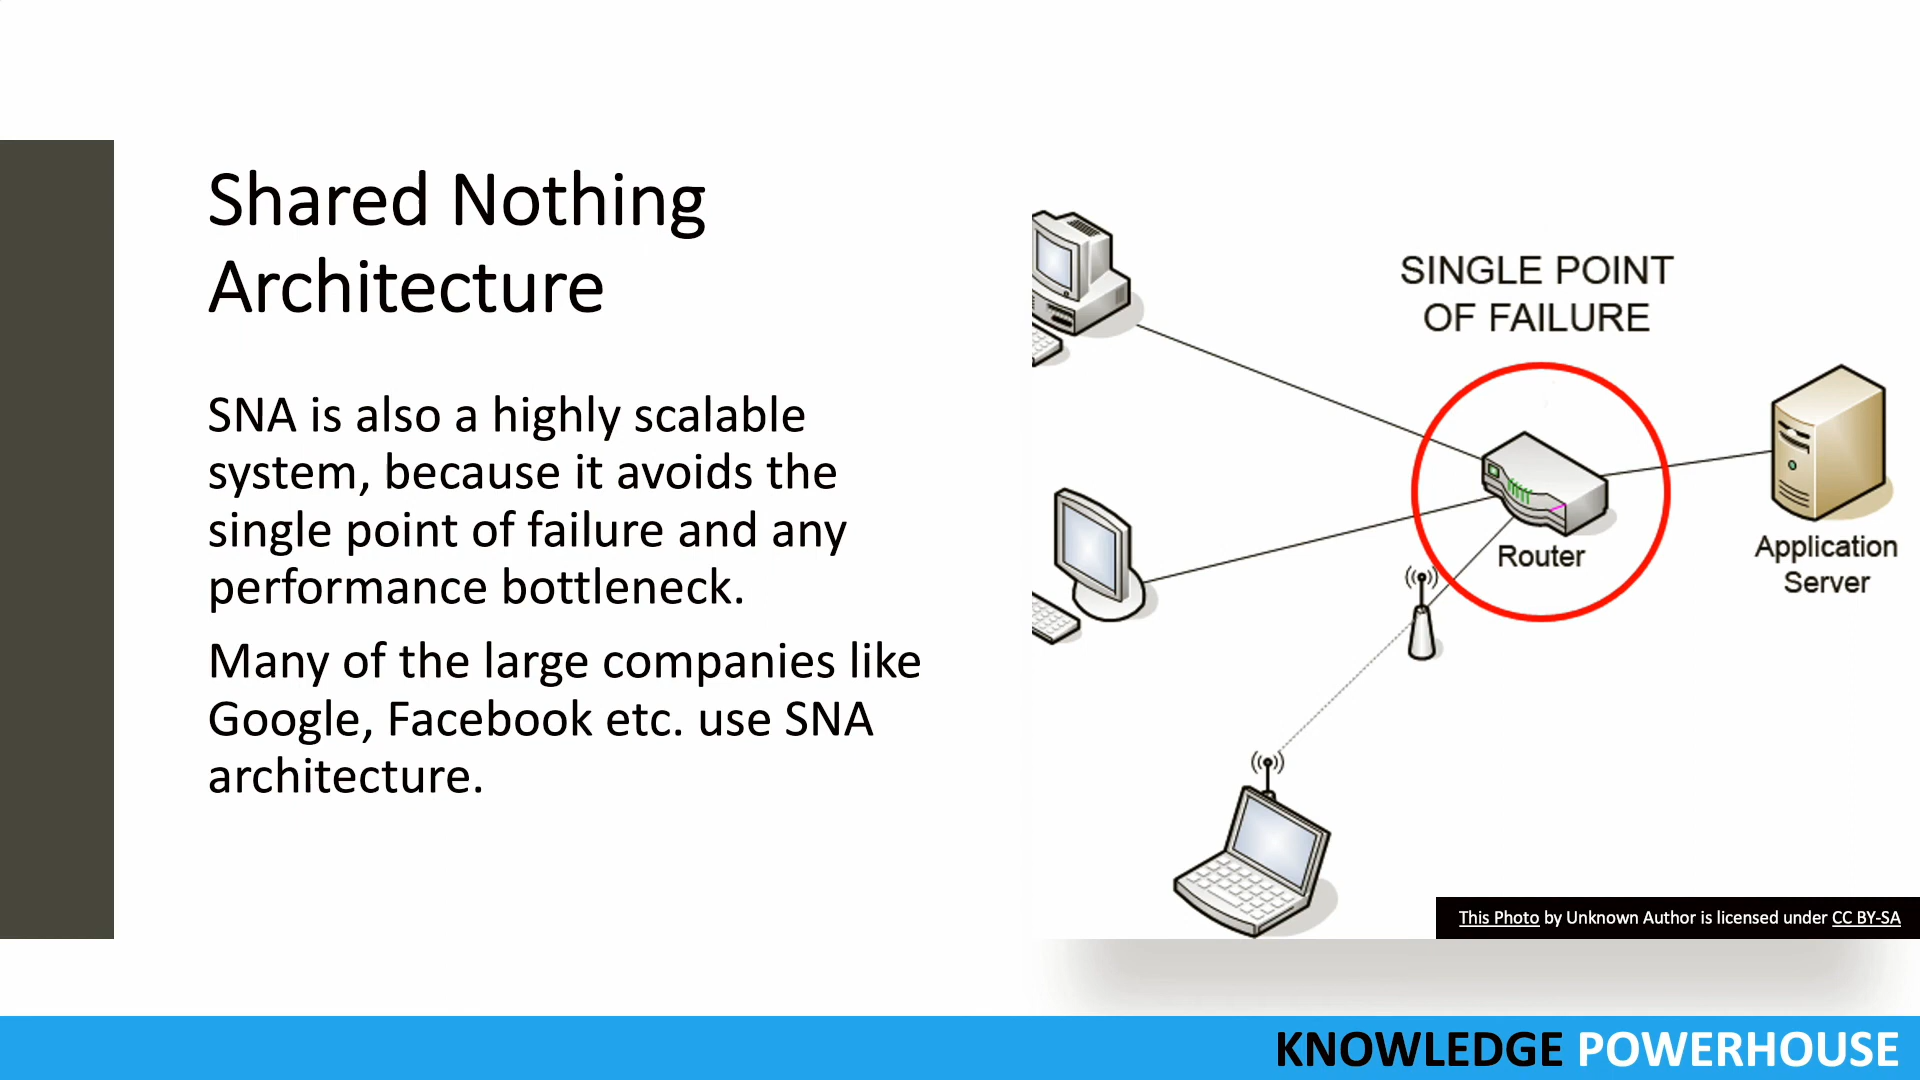 Shared Nothing
Architecture
SNA is also a highly scalable
system, because it avoids the
single point of failure and any
performance bottleneck.
Many of the large companies like
Google, Facebook etc. use SNA
architecture.
SINGLE POINT
OF FAILURE
Router
Application
Server
This Photo by Unknown Author is licensed under CC BY-SA
KNOWLEDGE POWERHOUSE